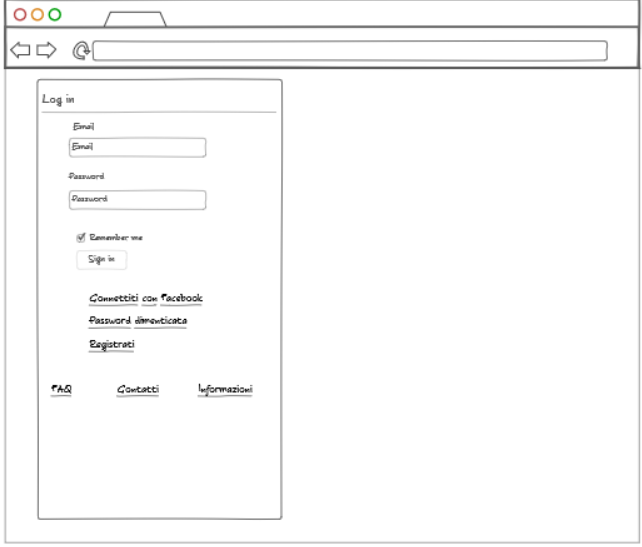 Log in
Email
Email
Password
Password
Remember me
Sign in
Connettiti con Facebook
Password dimenticata
Registrati
FAQ Contatti Informazioni